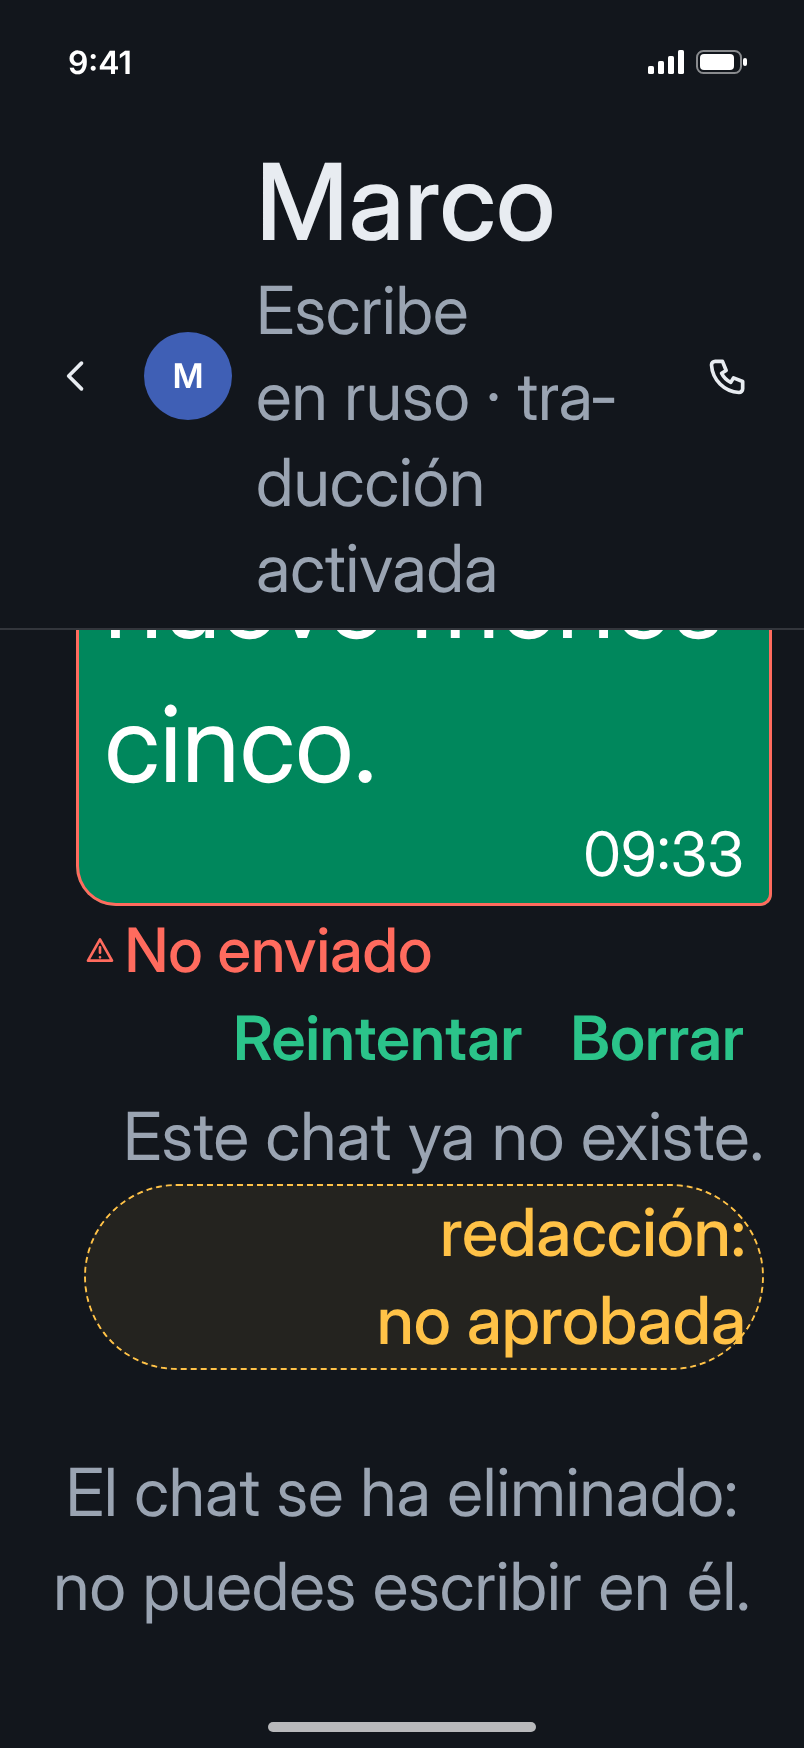 9:41
Marco
M
Escribe
en ruso · tra-
ducción
activada
cinco.
09:33
No enviado
Reintentar Borrar
Este chat ya no existe.
redacción:
no aprobada
El chat se ha eliminado:
no puedes escribir en él.